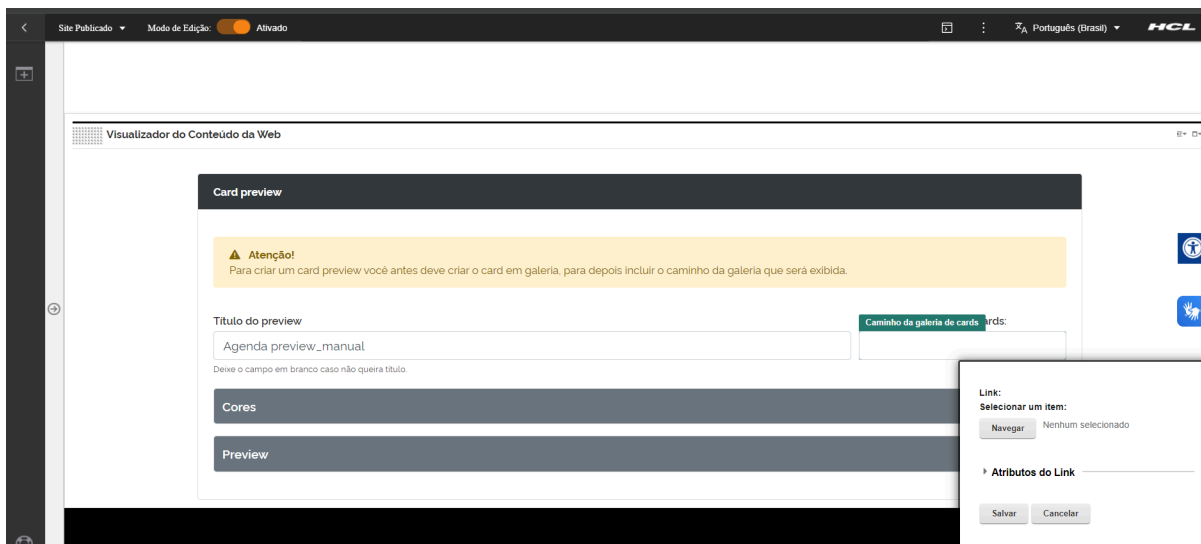 Site Publicado
Modo de Edição:
Ativado
Português (Brasil)
HCL
Visualizador do Conteúdo da Web
Card preview
Atenção!
Para criar um card preview você antes deve criar o card em galeria, para depois incluir o caminho da galeria que será exibida.
Título do preview
Caminho da galeria de cards
ards:
Agenda preview_manual
Deixe o campo em branco caso não queira título.
Cores
Preview
Link:
Selecionar um item:
Navegar
Nenhum selecionado
Atributos do Link
Salvar
Cancelar